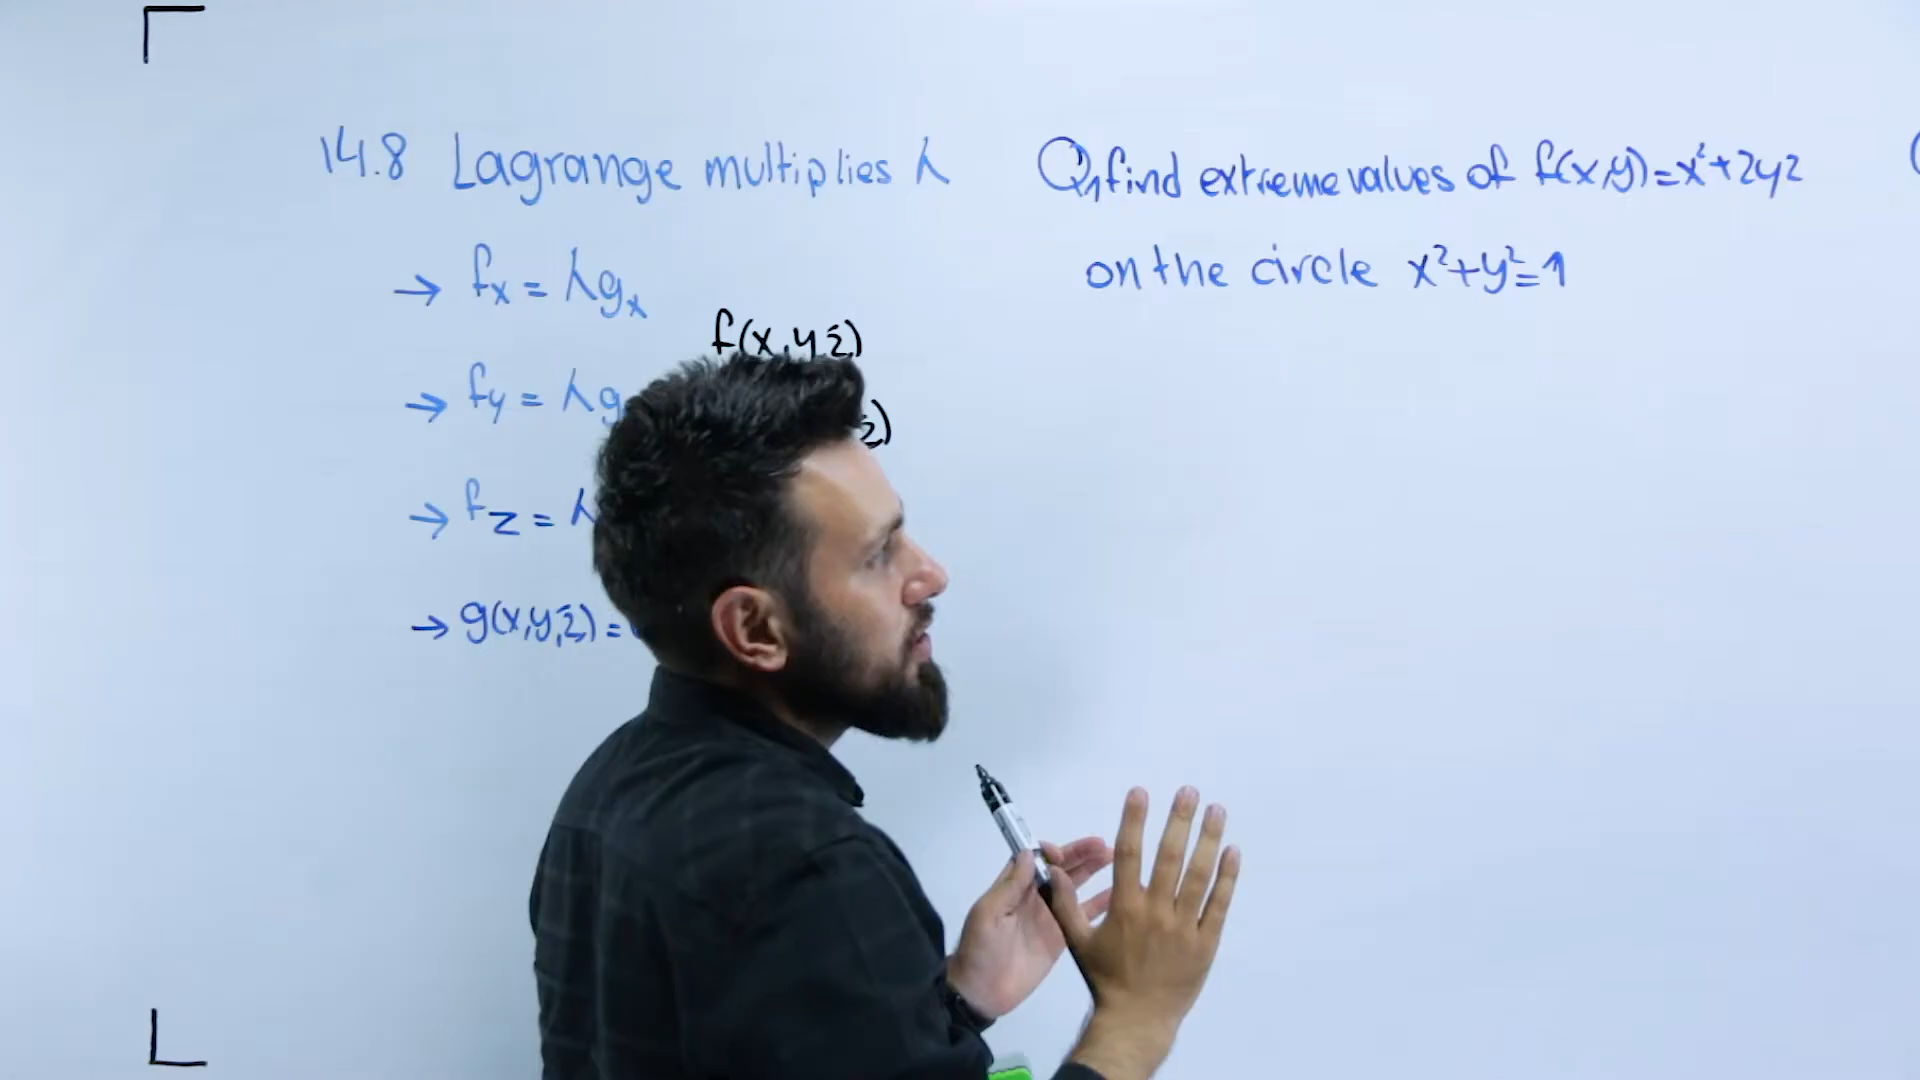 14.8 Lagrange multiplies λ
→ fx = λgx
f(x,y,z)
→ fy = λg
z)
→ fz = λ
→ g(x,y,z) =
Q1 find extreme values of f(x,y)=x²+2y2
on the circle x²+y²=1